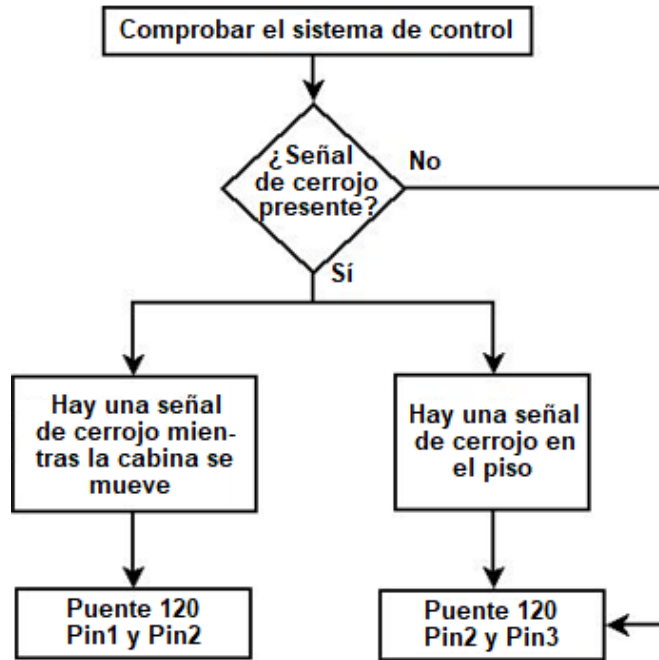 Comprobar el sistema de control
¿Señal
de cerrojo
presente?
No
Sí
Hay una señal
de cerrojo mien-
tras la cabina se
mueve
Hay una señal
de cerrojo en
el piso
Puente 120
Pin1 y Pin2
Puente 120
Pin2 y Pin3